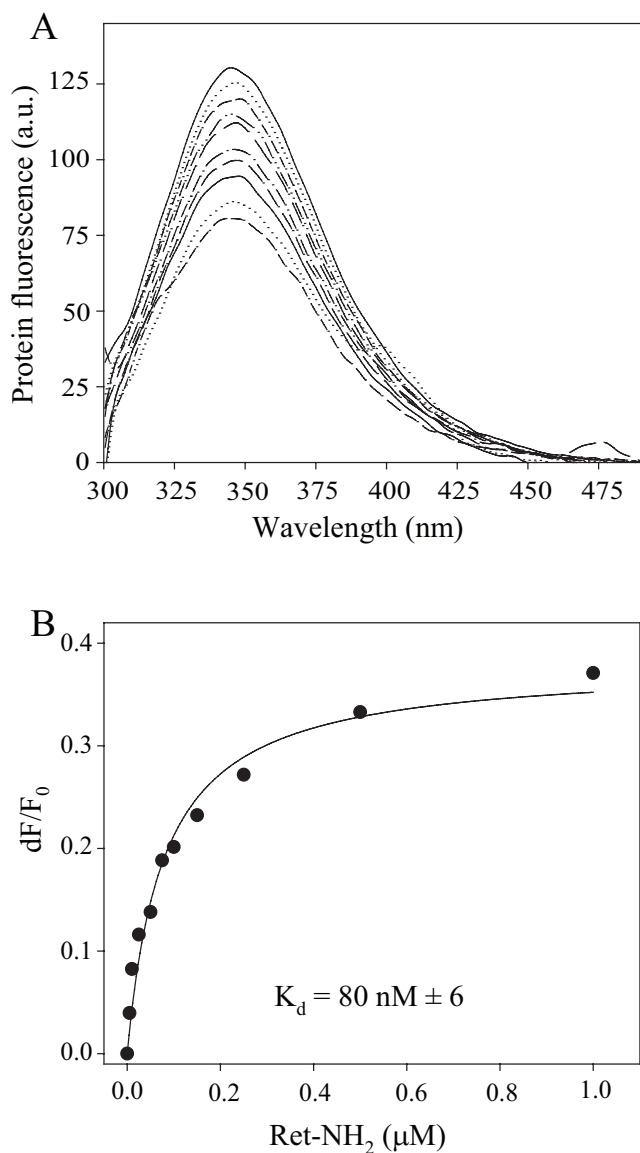 A
Protein fluorescence (a.u.)
125
100
75
50
25
0
300 325 350 375 400 425 450 475
Wavelength (nm)
B
dF/F₀
0.4
0.3
0.2
0.1
0.0
K_d = 80 nM ± 6
0.0 0.2 0.4 0.6 0.8 1.0
Ret-NH₂ (μM)